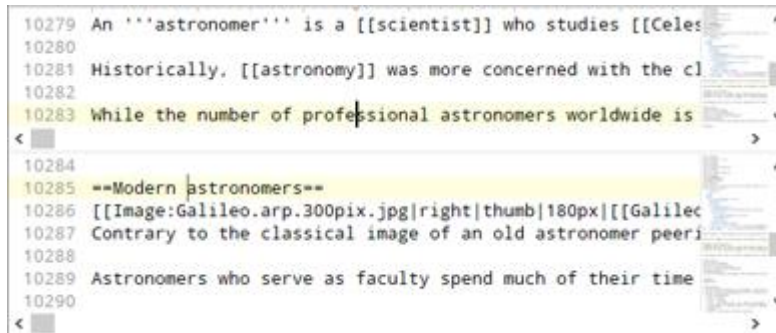 10279 An '''astronomer''' is a [[scientist]] who studies [[Celes
10280
10281 Historically, [[astronomy]] was more concerned with the cl
10282
10283 While the number of professional astronomers worldwide is
10284
10285 ==Modern astronomers==
10286 [[Image:Galileo.arp.300pix.jpg|right|thumb|180px|[[Galilec
10287 Contrary to the classical image of an old astronomer peeri
10288
10289 Astronomers who serve as faculty spend much of their time
10290